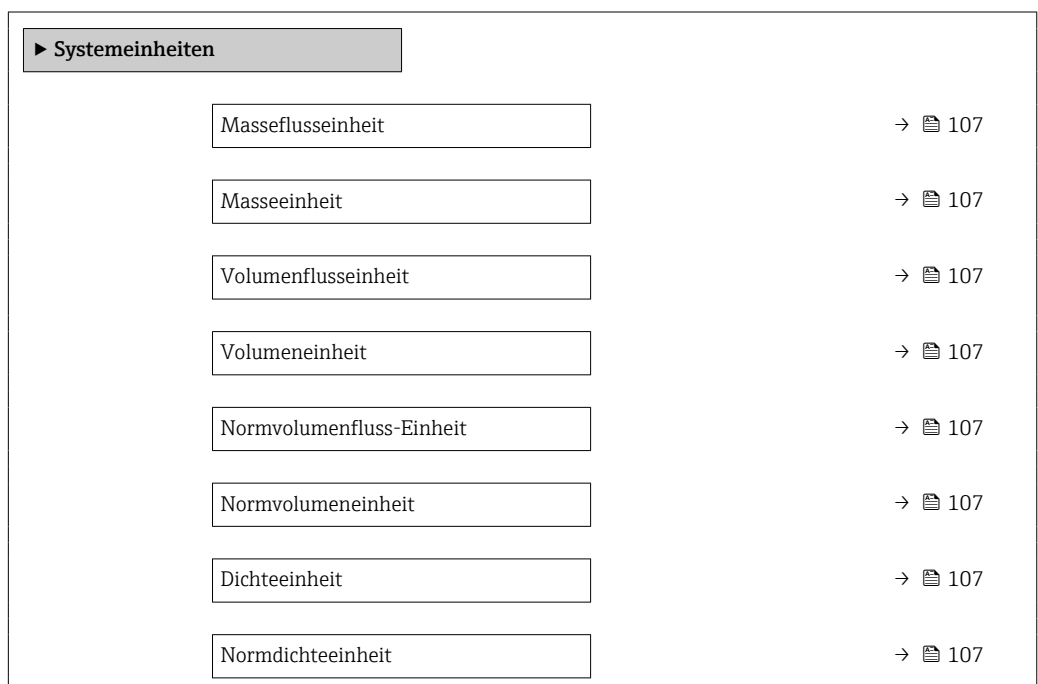 ▶ Systemeinheiten
Masseflusseinheit → 107
Masseeinheit → 107
Volumenflusseinheit → 107
Volumeneinheit → 107
Normvolumenfluss-Einheit → 107
Normvolumeneinheit → 107
Dichteeinheit → 107
Normdichteeinheit → 107